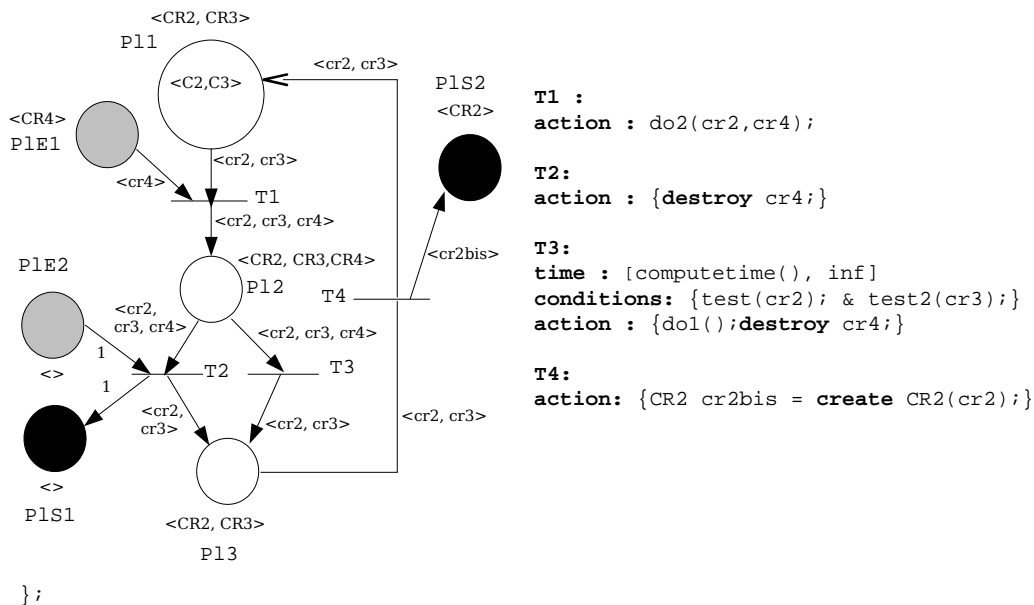 <CR2, CR3>
Pl1
<cr2, cr3>
PlS2
<C2,C3>
<CR2>
<CR4>
PlE1
<cr2, cr3>
<cr4>
T1
<cr2, cr3, cr4>
<CR2, CR3,CR4>
PlE2
Pl2
T4
<cr2bis>
<cr2,
cr3, cr4>
<cr2, cr3, cr4>
1
<>
T2
T3
1
<cr2,
cr3>
<cr2, cr3>
<cr2, cr3>
<>
PlS1
<CR2, CR3>
Pl3
};
T1 :
action : do2(cr2,cr4);
T2:
action : {destroy cr4;}
T3:
time : [computetime(), inf]
conditions: {test(cr2); & test2(cr3);}
action : {do1();destroy cr4;}
T4:
action: {CR2 cr2bis = create CR2(cr2);}